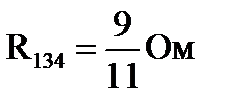 R₁₃₄ = 9/11 Ом